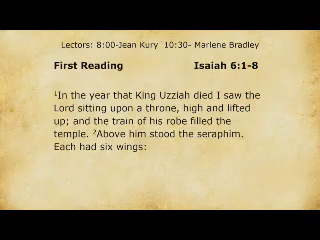 Lectors: 8:00-Jean Kury  10:30- Marlene Bradley
First Reading Isaiah 6:1-8
¹In the year that King Uzziah died I saw the
Lord sitting upon a throne, high and lifted
up; and the train of his robe filled the
temple. ²Above him stood the seraphim.
Each had six wings: